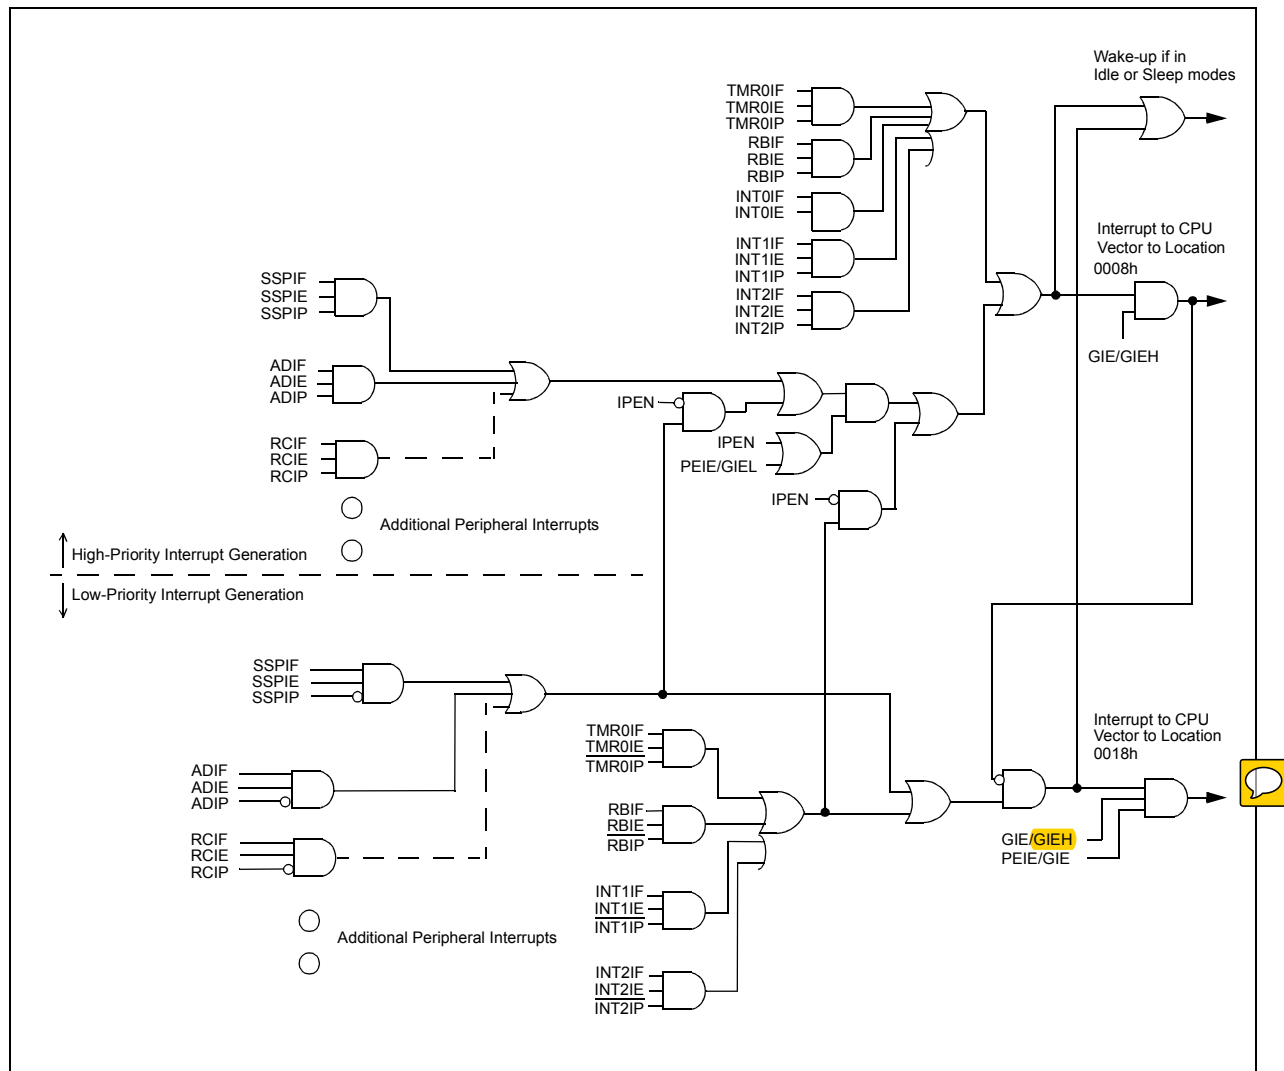 Wake-up if in
Idle or Sleep modes
TMR0IF
TMR0IE
TMR0IP
RBIF
RBIE
RBIP
INT0IF
INT0IE
INT1IF
INT1IE
INT1IP
INT2IF
INT2IE
INT2IP
Interrupt to CPU
Vector to Location
0008h
GIE/GIEH
SSPIF
SSPIE
SSPIP
ADIF
ADIE
ADIP
RCIF
RCIE
RCIP
IPEN
IPEN
PEIE/GIEL
IPEN
Additional Peripheral Interrupts
High-Priority Interrupt Generation
Low-Priority Interrupt Generation
SSPIF
SSPIE
SSPIP
ADIF
ADIE
ADIP
RCIF
RCIE
RCIP
Additional Peripheral Interrupts
TMR0IF
TMR0IE
TMR0IP
RBIF
RBIE
RBIP
INT1IF
INT1IE
INT1IP
INT2IF
INT2IE
INT2IP
Interrupt to CPU
Vector to Location
0018h
GIE/GIEH
PEIE/GIE